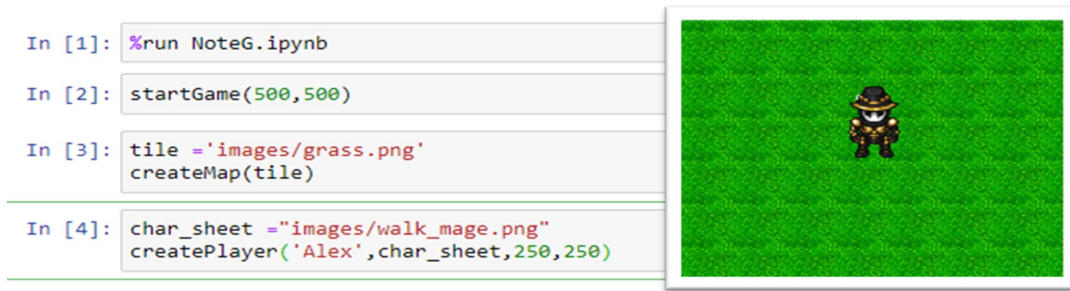 In [1]: %run NoteG.ipynb
In [2]: startGame(500,500)
In [3]: tile ='images/grass.png'
createMap(tile)
In [4]: char_sheet ="images/walk_mage.png"
createPlayer('Alex',char_sheet,250,250)